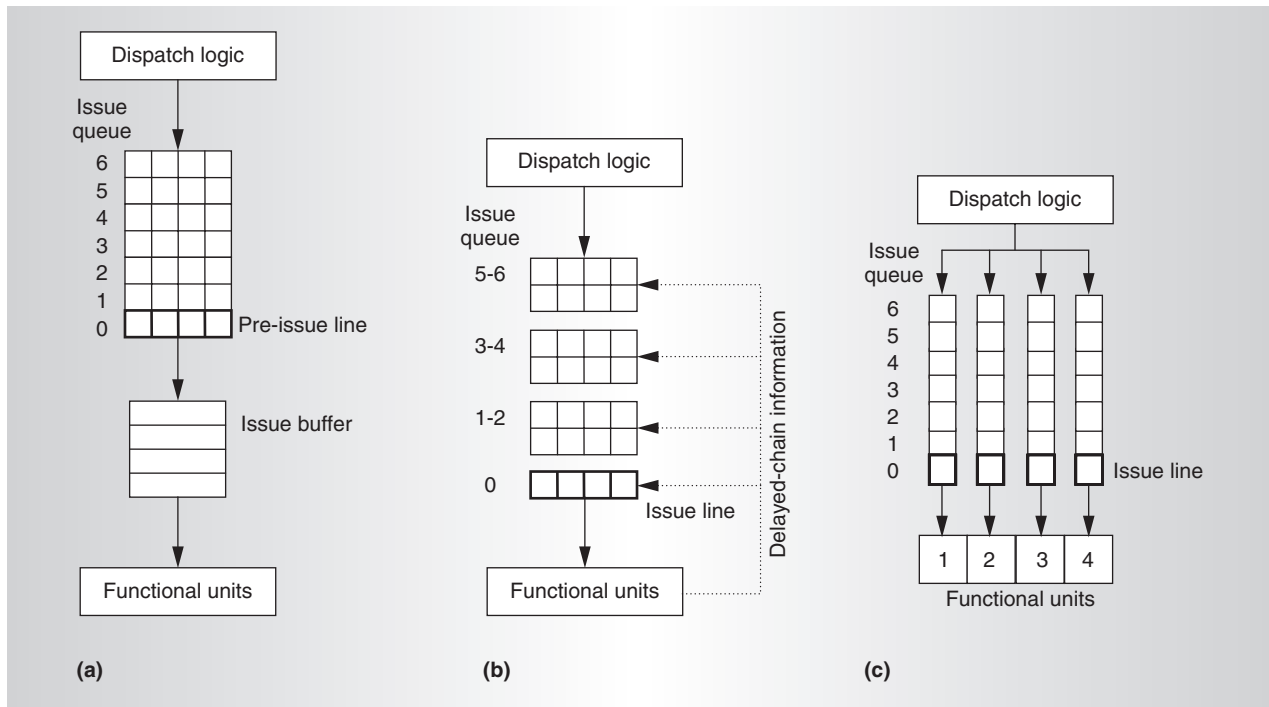 Dispatch logic
Issue
queue
6
5
4
3
2
1
0
Pre-issue line
Issue buffer
Functional units
(a)
Dispatch logic
Issue
queue
5-6
3-4
1-2
0
Issue line
Delayed-chain information
Functional units
(b)
Dispatch logic
Issue
queue
6
5
4
3
2
1
0
Issue line
1 2 3 4
Functional units
(c)